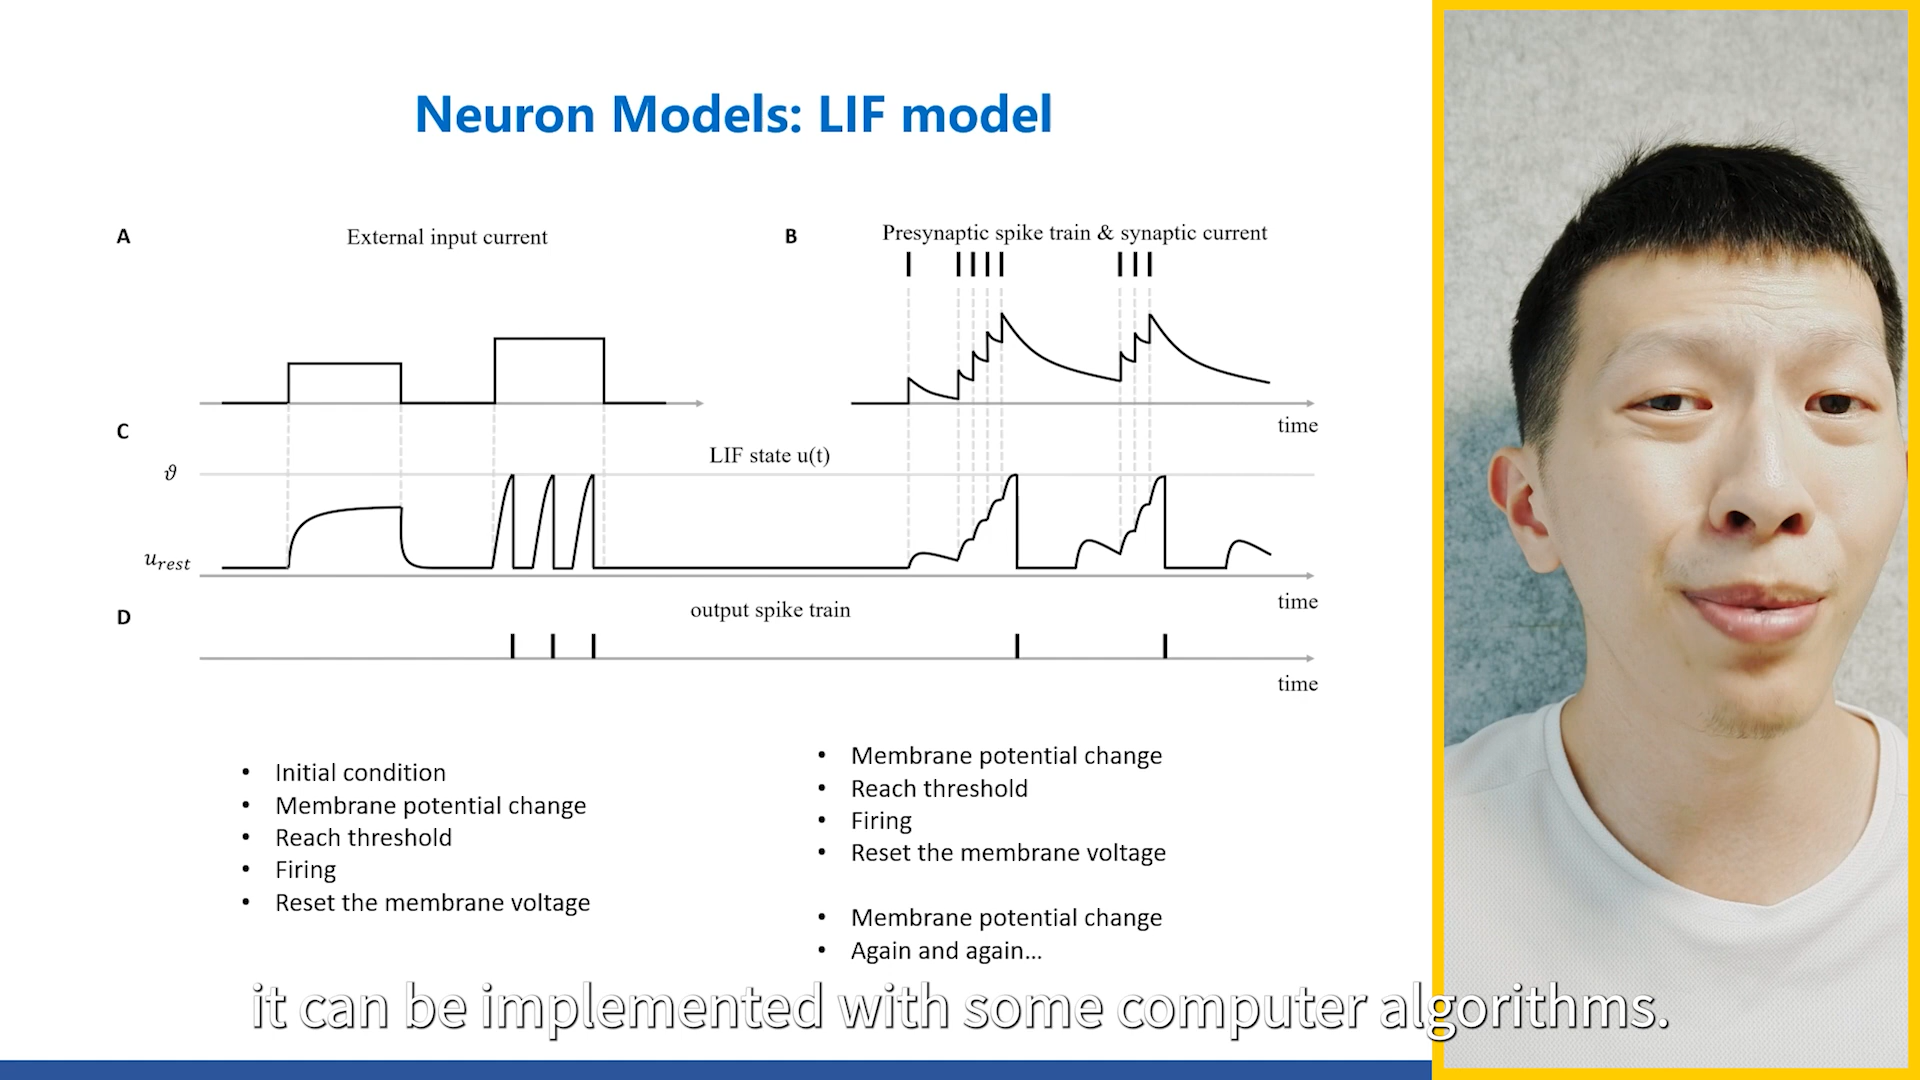 Neuron Models: LIF model
A
External input current
B
Presynaptic spike train & synaptic current
time
C
LIF state u(t)
ϑ
u_rest
time
D
output spike train
time
• Initial condition
• Membrane potential change
• Reach threshold
• Firing
• Reset the membrane voltage
• Membrane potential change
• Reach threshold
• Firing
• Reset the membrane voltage
• Membrane potential change
• Again and again...
it can be implemented with some computer algorithms.